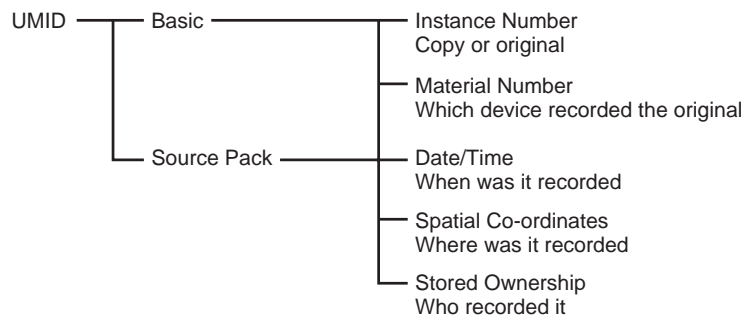 UMID
Basic
Instance Number
Copy or original
Material Number
Which device recorded the original
Source Pack
Date/Time
When was it recorded
Spatial Co-ordinates
Where was it recorded
Stored Ownership
Who recorded it